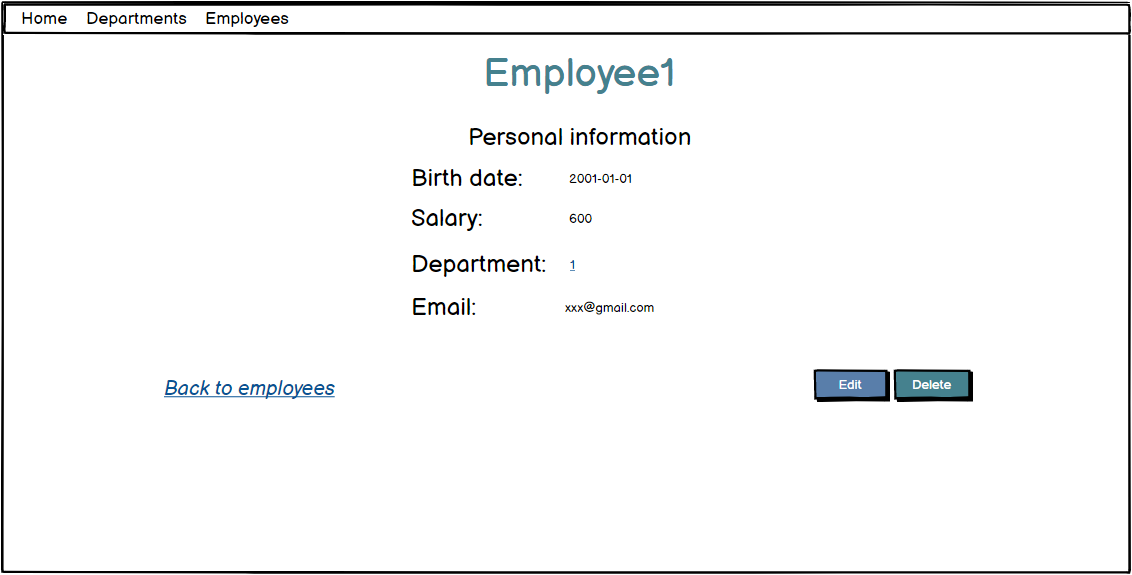 Home Departments Employees
Employee1
Personal information
Birth date: 2001-01-01
Salary: 600
Department: 1
Email: xxx@gmail.com
Back to employees Edit Delete